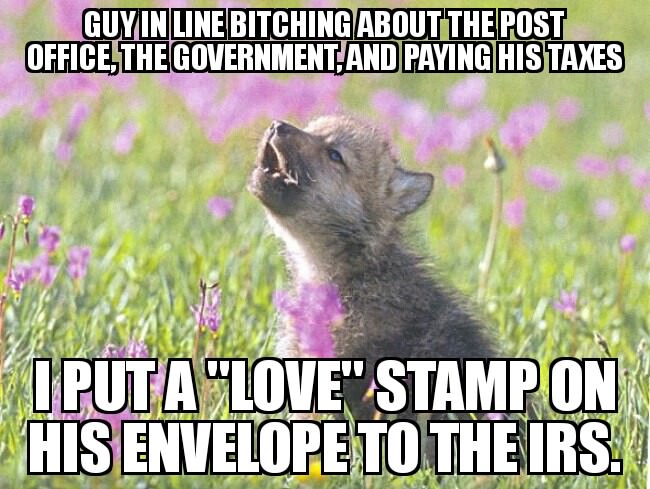 GUY IN LINE BITCHING ABOUT THE POST
OFFICE, THE GOVERNMENT, AND PAYING HIS TAXES
I PUT A "LOVE" STAMP ON
HIS ENVELOPE TO THE IRS.